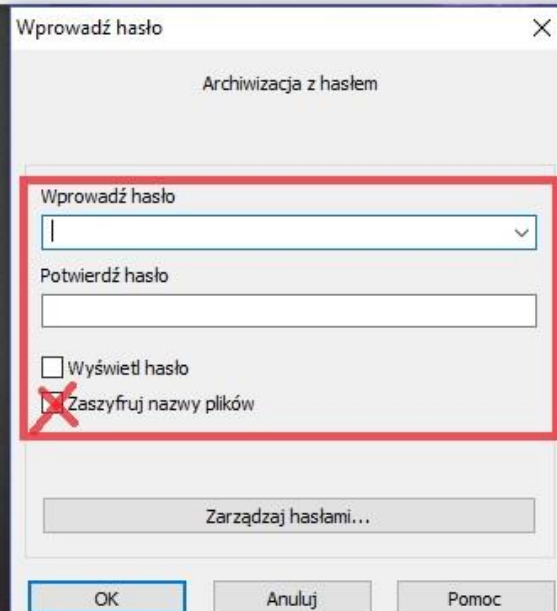 Wprowadź hasło
Archiwizacja z hasłem
Wprowadź hasło
Potwierdź hasło
Wyświetl hasło
Zaszyfruj nazwy plików
Zarządzaj hasłami...
OK Anuluj Pomoc